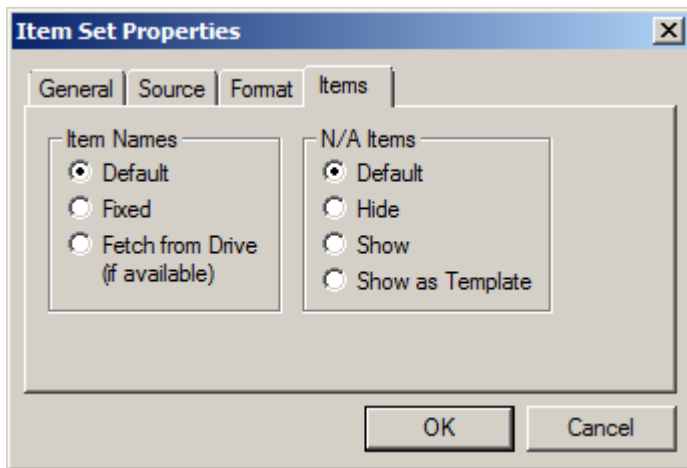 Item Set Properties
General Source Format Items
Item Names
Default
Fixed
Fetch from Drive
(if available)
N/A Items
Default
Hide
Show
Show as Template
OK Cancel